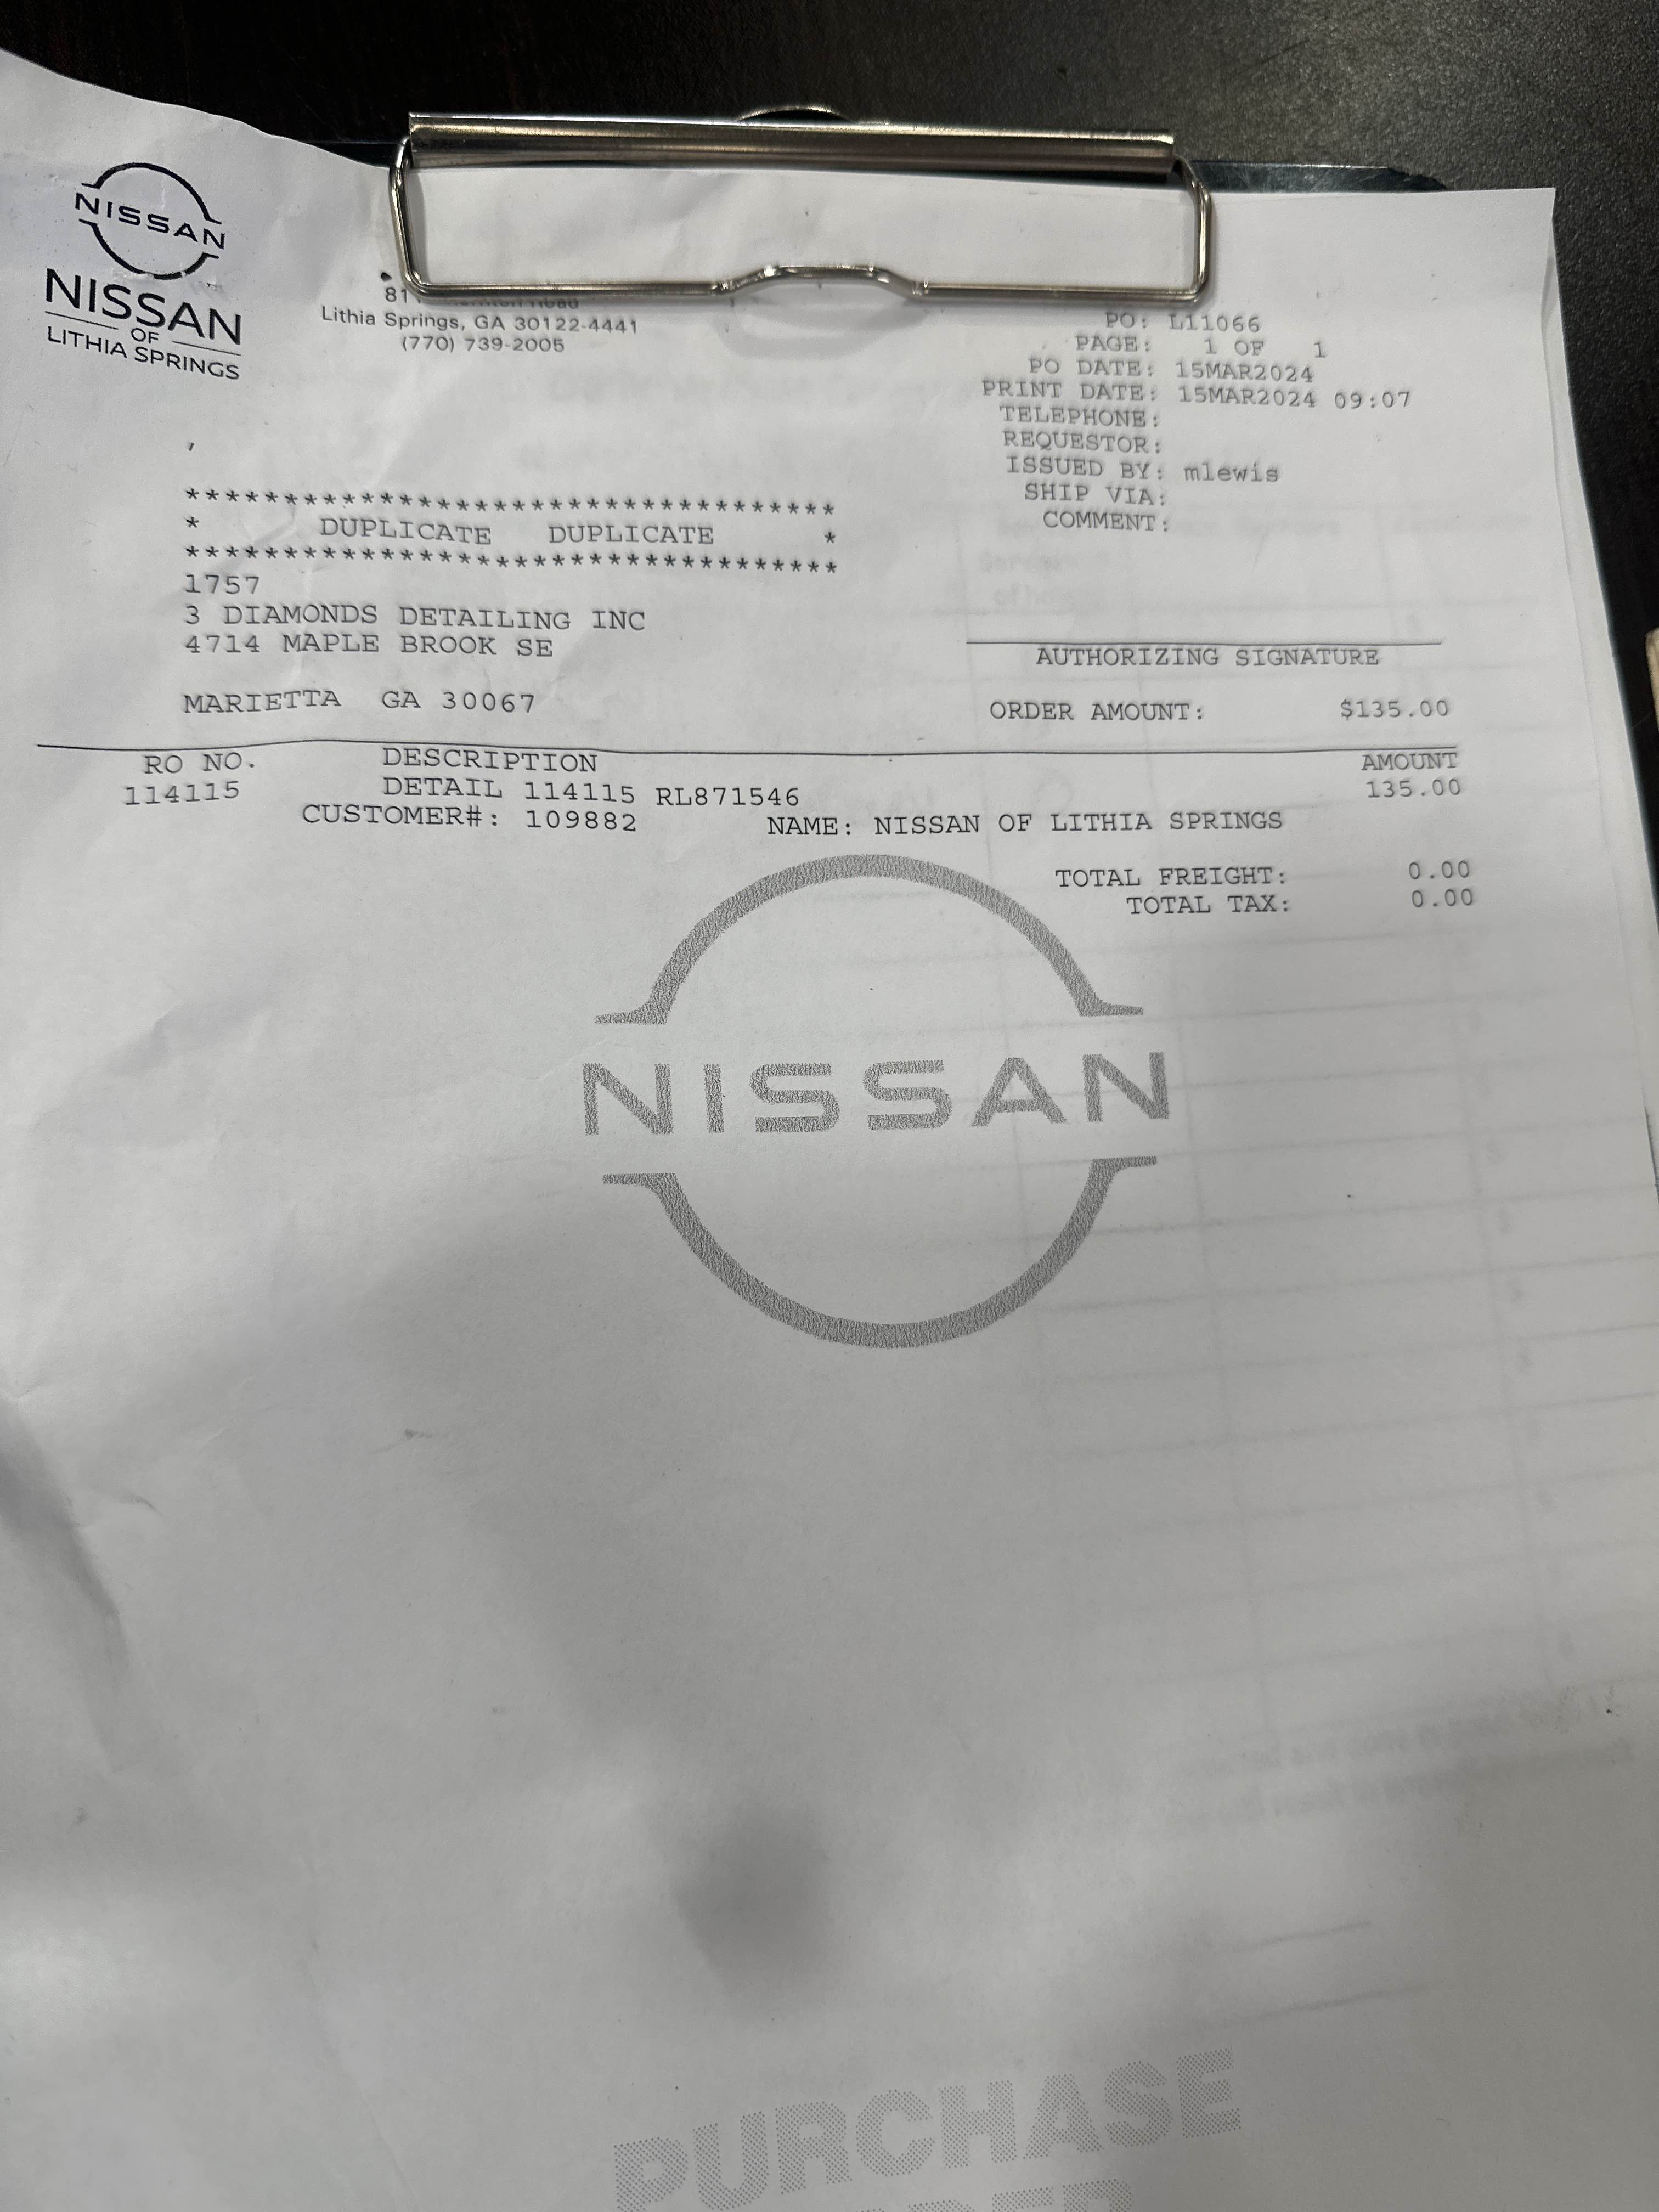 NISSAN
NISSAN
OF
LITHIA SPRINGS
Lithia Springs, GA 30122-4441
(770) 739-2005
PO: L11066
PAGE: 1 OF 1
PO DATE: 15MAR2024
PRINT DATE: 15MAR2024 09:07
TELEPHONE:
REQUESTOR:
ISSUED BY: mlewis
SHIP VIA:
COMMENT:
**********************************
* DUPLICATE DUPLICATE *
**********************************
1757
3 DIAMONDS DETAILING INC
4714 MAPLE BROOK SE
MARIETTA GA 30067
AUTHORIZING SIGNATURE
ORDER AMOUNT: $135.00
RO NO. DESCRIPTION AMOUNT
114115 DETAIL 114115 RL871546 135.00
CUSTOMER#: 109882 NAME: NISSAN OF LITHIA SPRINGS
TOTAL FREIGHT: 0.00
TOTAL TAX: 0.00
NISSAN
PURCHASE